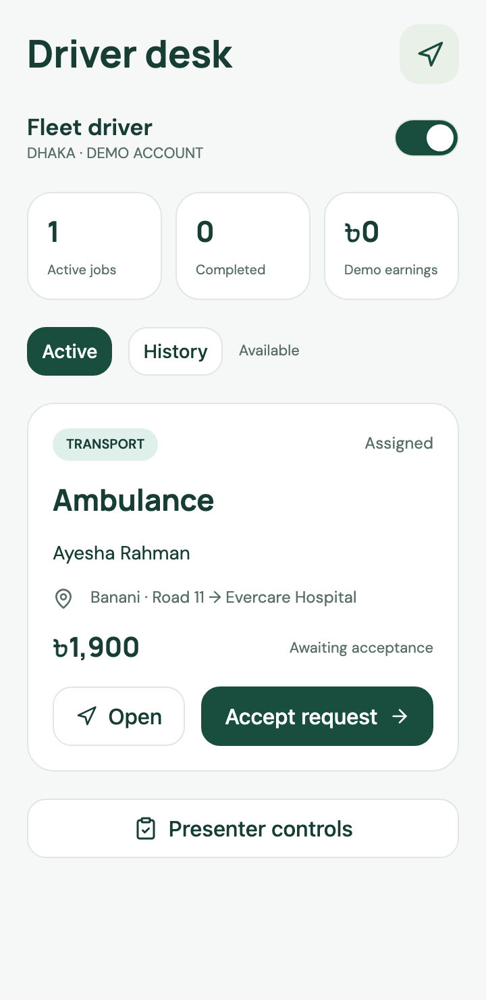 Driver desk
Fleet driver
DHAKA · DEMO ACCOUNT
1
Active jobs
0
Completed
৳0
Demo earnings
Active
History
Available
TRANSPORT
Assigned
Ambulance
Ayesha Rahman
Banani · Road 11 → Evercare Hospital
৳1,900
Awaiting acceptance
Open
Accept request →
Presenter controls